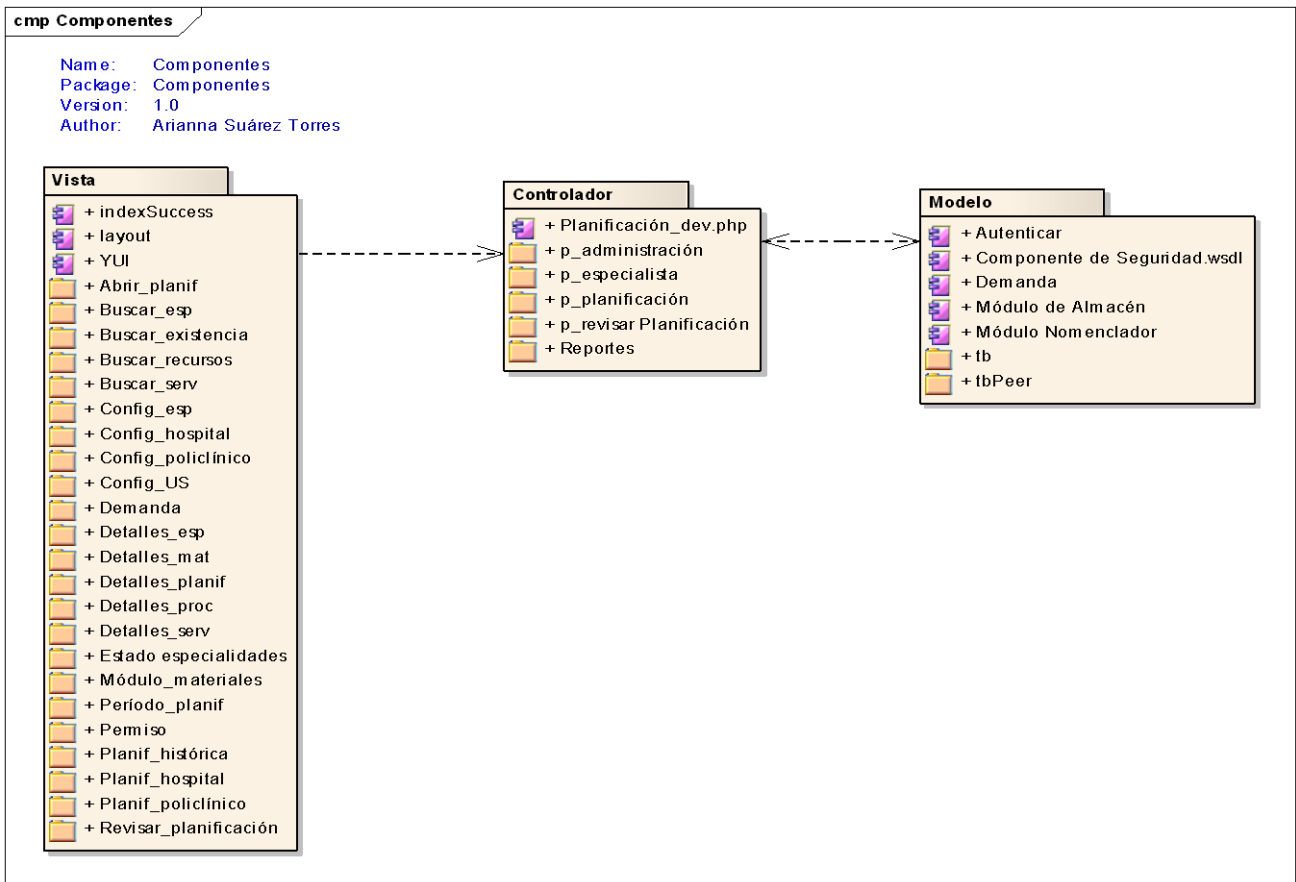 cmp Componentes
Name: Componentes
Package: Componentes
Version: 1.0
Author: Arianna Suárez Torres
Vista
+ indexSuccess
+ layout
+ YUI
+ Abrir_planif
+ Buscar_esp
+ Buscar_existencia
+ Buscar_recursos
+ Buscar_serv
+ Config_esp
+ Config_hospital
+ Config_policlínico
+ Config_US
+ Demanda
+ Detalles_esp
+ Detalles_mat
+ Detalles_planif
+ Detalles_proc
+ Detalles_serv
+ Estado especialidades
+ Módulo_materiales
+ Período_planif
+ Permiso
+ Planif_histórica
+ Planif_hospital
+ Planif_policlínico
+ Revisar_planificación
Controlador
+ Planificación_dev.php
+ p_administración
+ p_especialista
+ p_planificación
+ p_revisar Planificación
+ Reportes
Modelo
+ Autenticar
+ Componente de Seguridad.wsdl
+ Demanda
+ Módulo de Almacén
+ Módulo Nomenclador
+ tb
+ tbPeer